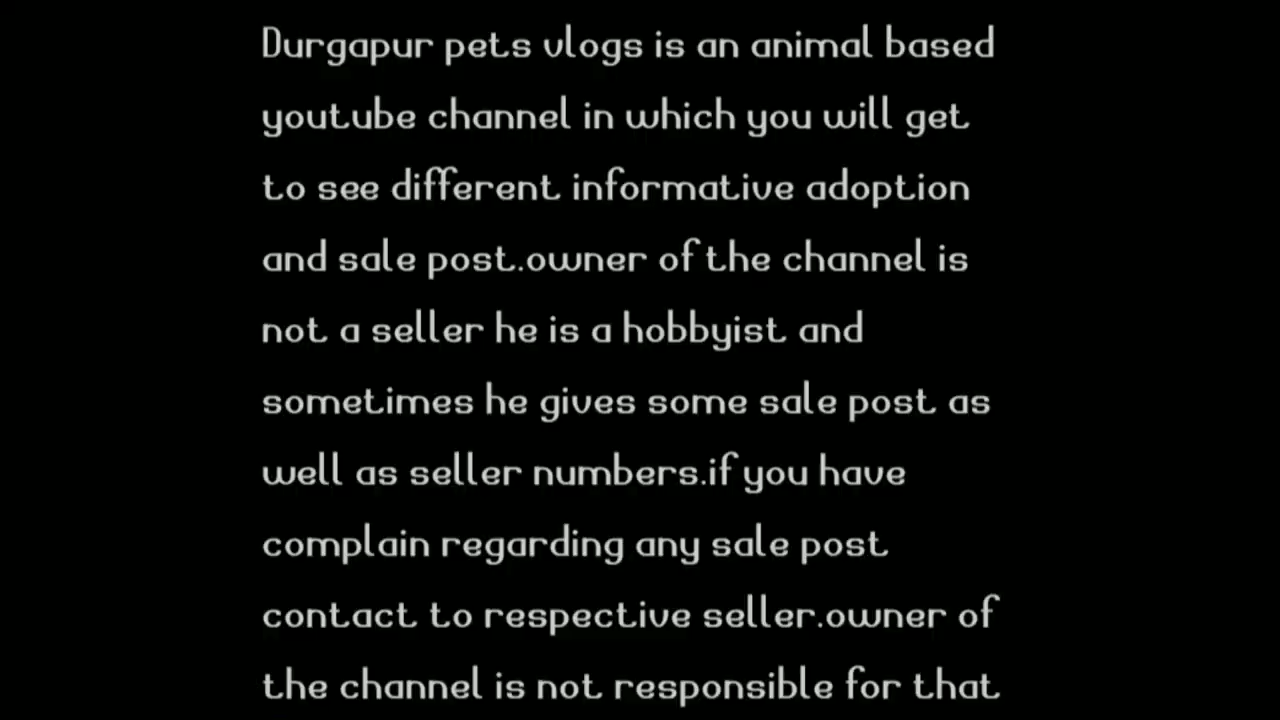 Durgapur pets vlogs is an animal based
youtube channel in which you will get
to see different informative adoption
and sale post.owner of the channel is
not a seller he is a hobbyist and
sometimes he gives some sale post as
well as seller numbers.if you have
complain regarding any sale post
contact to respective seller.owner of
the channel is not responsible for that